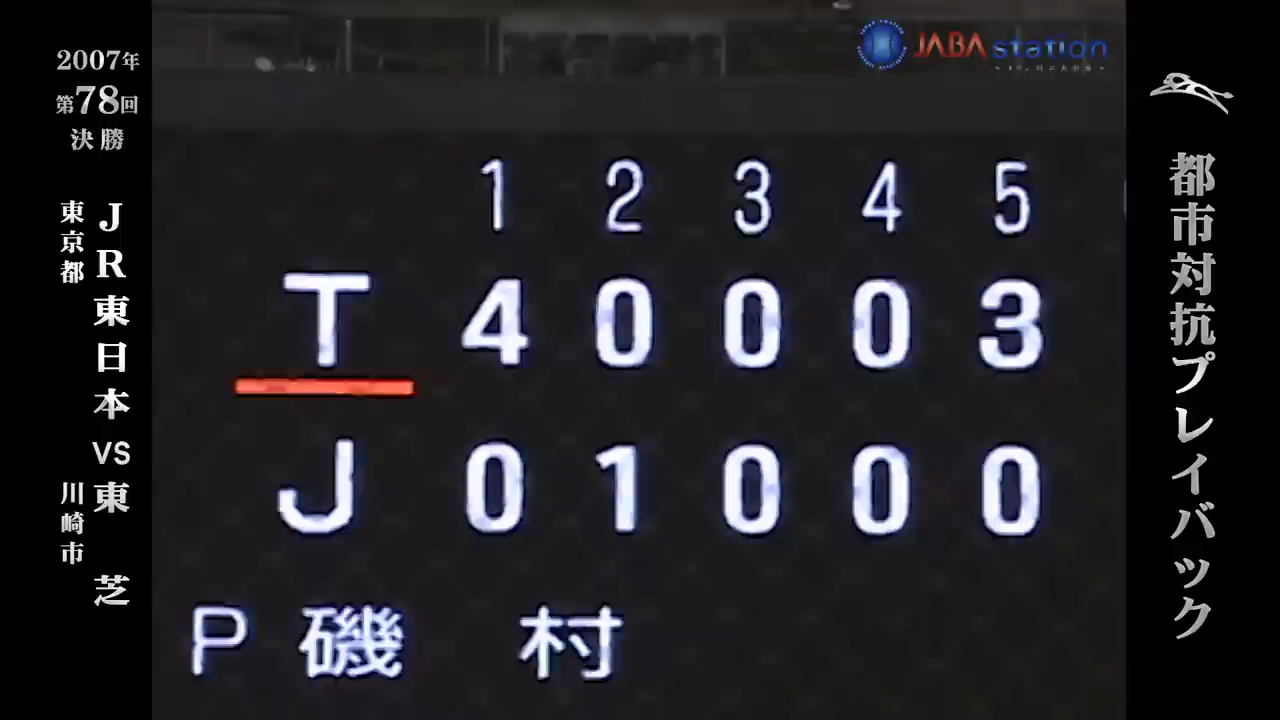 2007年
第78回
決勝
JR東日本 vs 東 芝
東京都
川崎市
JABA station
1 2 3 4 5
T 4 0 0 0 3
J 0 1 0 0 0
P 磯 村
都市対抗プレイバック